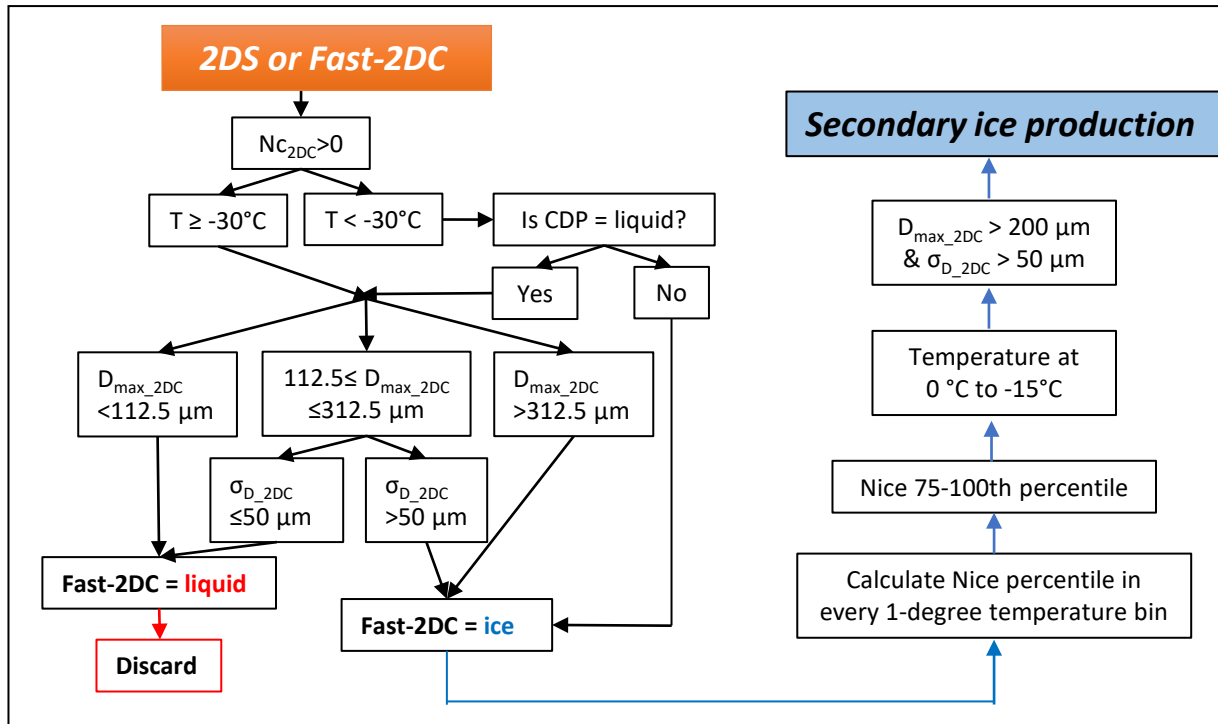 2DS or Fast-2DC
Nc2DC>0
T ≥ -30°C
T < -30°C
Is CDP = liquid?
Yes
No
Dmax_2DC
<112.5 µm
112.5≤ Dmax_2DC
≤312.5 µm
Dmax_2DC
>312.5 µm
σD_2DC
≤50 µm
σD_2DC
>50 µm
Fast-2DC = liquid
Discard
Fast-2DC = ice
Secondary ice production
Dmax_2DC > 200 µm
& σD_2DC > 50 µm
Temperature at
0 °C to -15°C
Nice 75-100th percentile
Calculate Nice percentile in
every 1-degree temperature bin